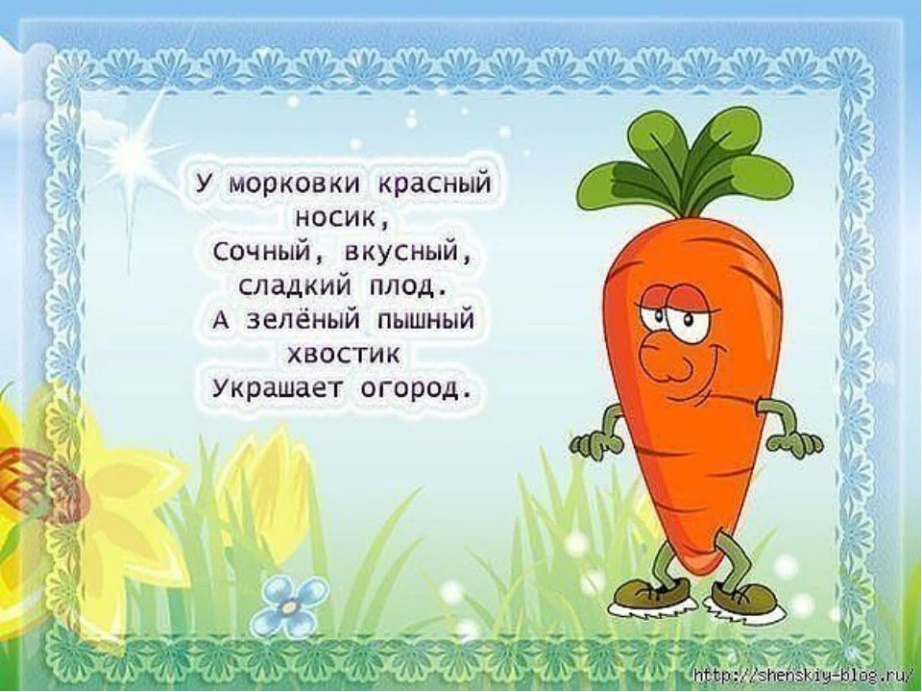 У морковки красный
носик,
Сочный, вкусный,
сладкий плод.
А зелёный пышный
хвостик
Украшает огород.
http://shenskiy-blog.ru/